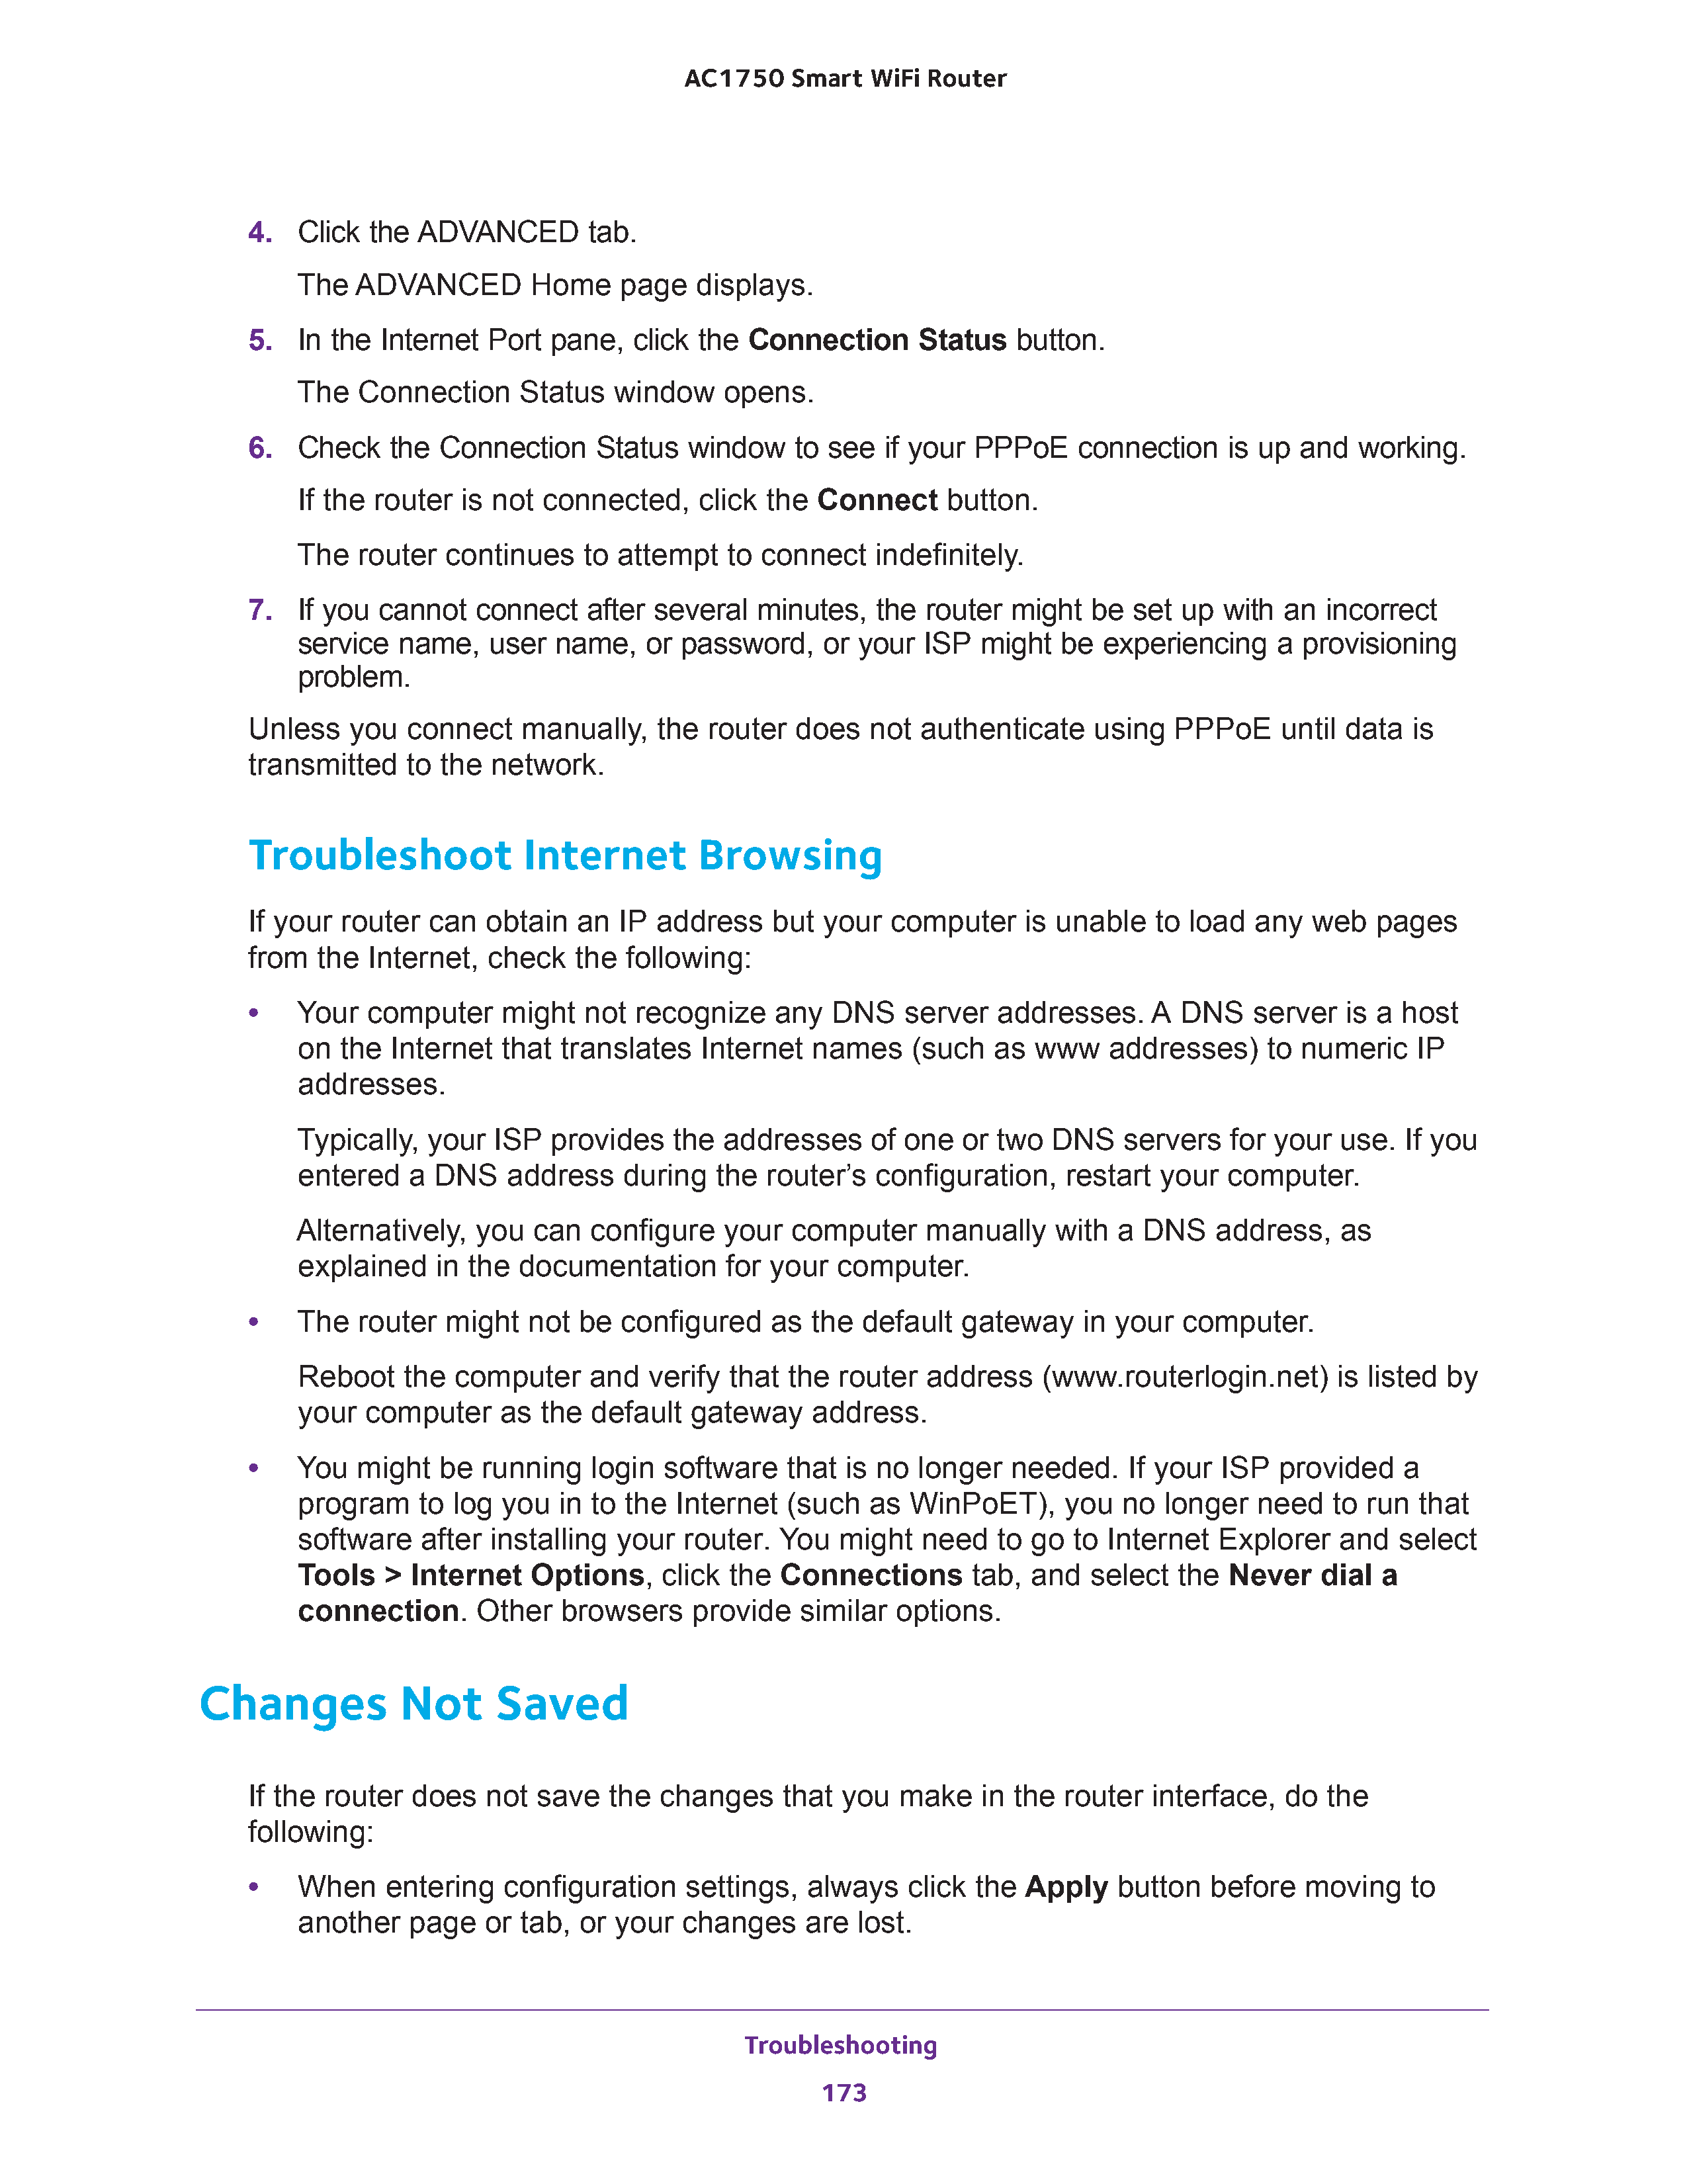 AC1750 Smart WiFi Router
4. Click the ADVANCED tab.
The ADVANCED Home page displays.
5. In the Internet Port pane, click the Connection Status button.
The Connection Status window opens.
6. Check the Connection Status window to see if your PPPoE connection is up and working.
If the router is not connected, click the Connect button.
The router continues to attempt to connect indefinitely.
7. If you cannot connect after several minutes, the router might be set up with an incorrect
service name, user name, or password, or your ISP might be experiencing a provisioning
problem.
Unless you connect manually, the router does not authenticate using PPPoE until data is
transmitted to the network.
Troubleshoot Internet Browsing
If your router can obtain an IP address but your computer is unable to load any web pages
from the Internet, check the following:
• Your computer might not recognize any DNS server addresses. A DNS server is a host
on the Internet that translates Internet names (such as www addresses) to numeric IP
addresses.
Typically, your ISP provides the addresses of one or two DNS servers for your use. If you
entered a DNS address during the router’s configuration, restart your computer.
Alternatively, you can configure your computer manually with a DNS address, as
explained in the documentation for your computer.
• The router might not be configured as the default gateway in your computer.
Reboot the computer and verify that the router address (www.routerlogin.net) is listed by
your computer as the default gateway address.
• You might be running login software that is no longer needed. If your ISP provided a
program to log you in to the Internet (such as WinPoET), you no longer need to run that
software after installing your router. You might need to go to Internet Explorer and select
Tools > Internet Options, click the Connections tab, and select the Never dial a
connection. Other browsers provide similar options.
Changes Not Saved
If the router does not save the changes that you make in the router interface, do the
following:
• When entering configuration settings, always click the Apply button before moving to
another page or tab, or your changes are lost.
Troubleshooting
173